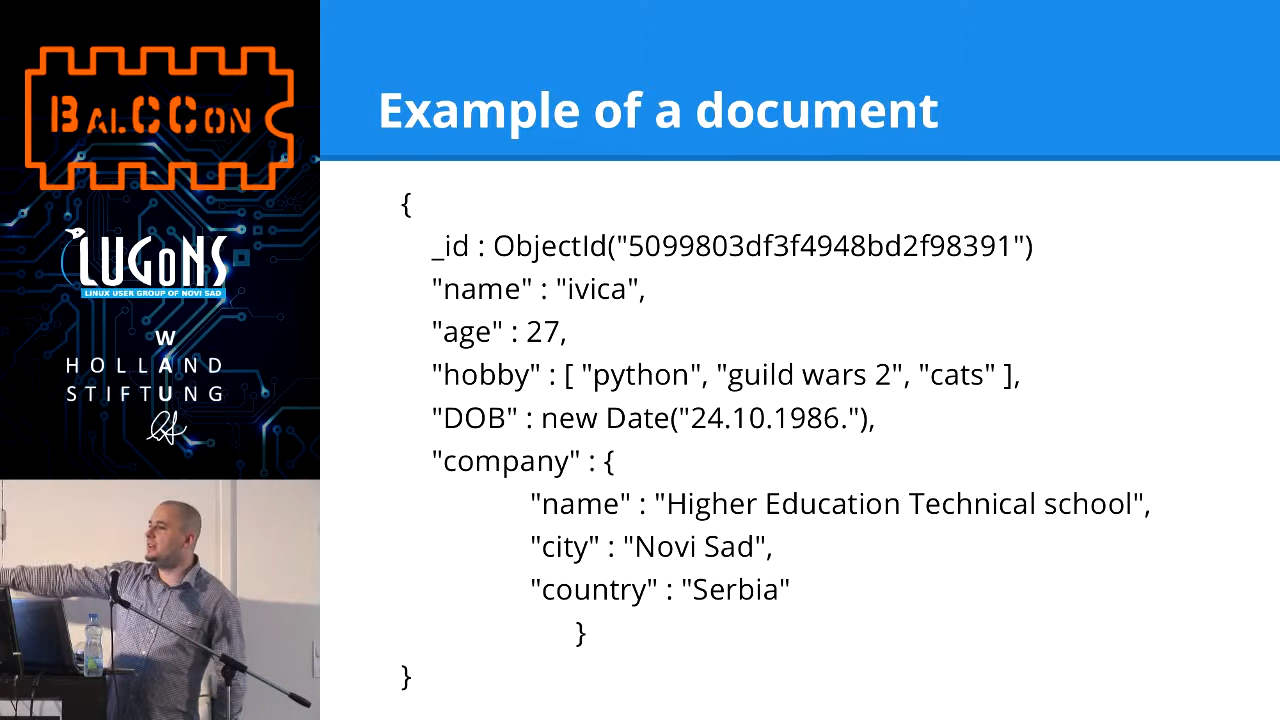 BALCCON
LUGoNS
LINUX USER GROUP OF NOVI SAD
W
HOLLAND
STIFTUNG
Example of a document
{
_id : ObjectId("5099803df3f4948bd2f98391")
"name" : "ivica",
"age" : 27,
"hobby" : [ "python", "guild wars 2", "cats" ],
"DOB" : new Date("24.10.1986."),
"company" : {
"name" : "Higher Education Technical school",
"city" : "Novi Sad",
"country" : "Serbia"
}
}